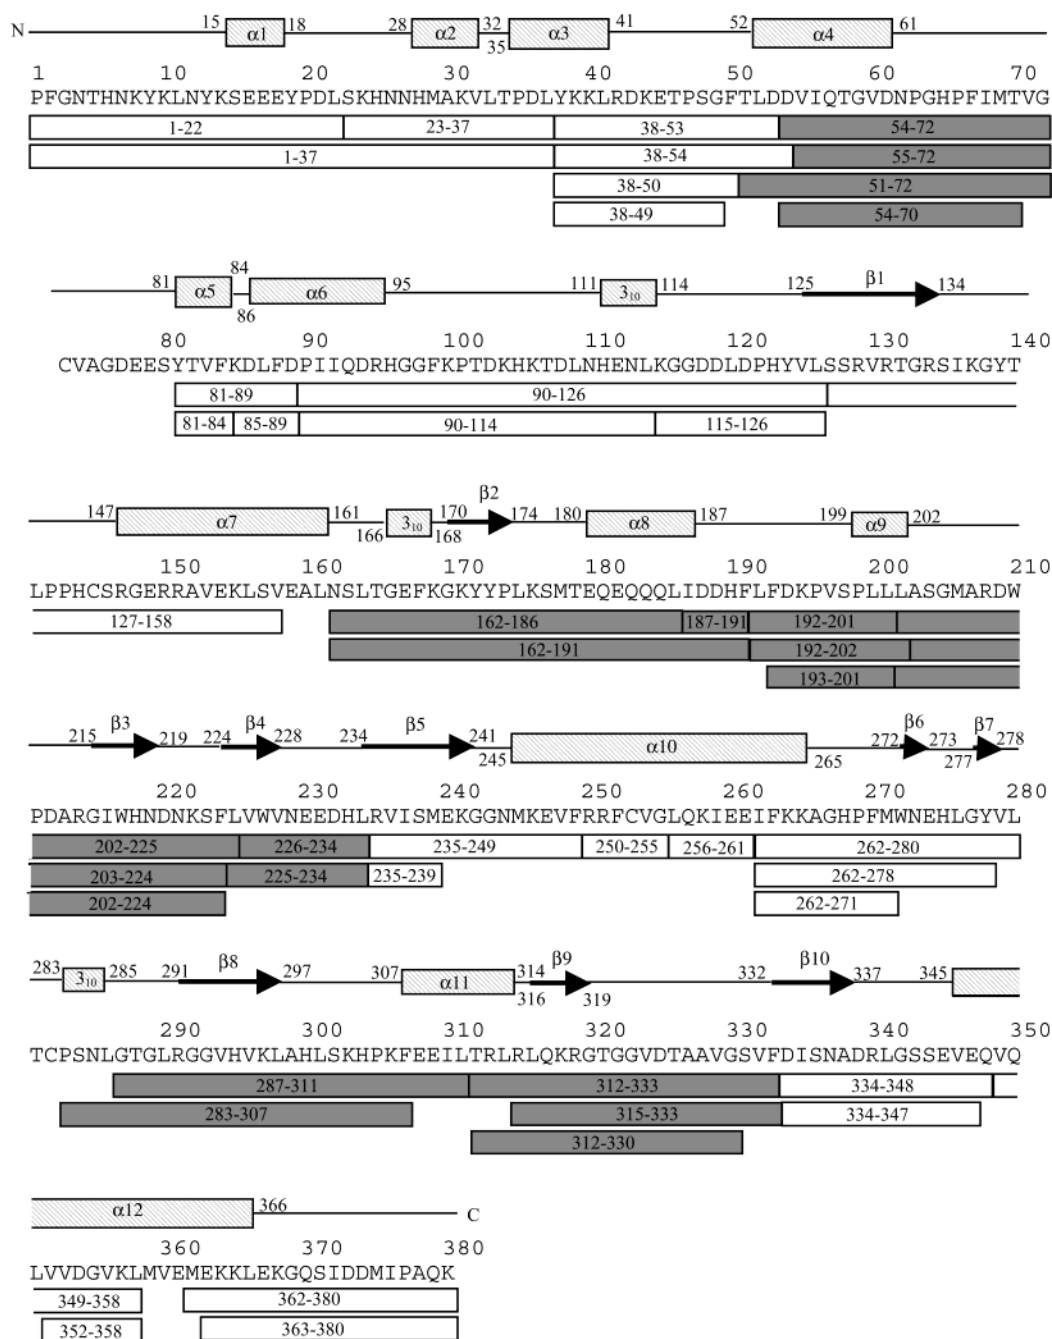 N 15 α1 18 28 α2 32 35 α3 41 52 α4 61
1 10 20 30 40 50 60 70
PFGNTHNKYKLNYKSEEEYPDLSKHNNHMAKVLTPDLYKKLRDKETPSGFTLDDVIQTGVDNPGHPFIMTVG
1-22 23-37 38-53 54-72
1-37 38-54 55-72
38-50 51-72
38-49 54-70
81 α5 84 86 α6 95 111 3₁₀ 114 125 β1 134
80 90 100 110 120 130 140
CVAGDEESYTVFKDLFDPIIQDRHGGFKPTDKHKTDLNHENLKGGDDLDPHYVLSSRVRTGRSIKGYT
81-89 90-126
81-84 85-89 90-114 115-126
147 α7 161 166 3₁₀ 168 170 β2 174 180 α8 187 199 α9 202
150 160 170 180 190 200 210
LPPHCSRGERRAVEKLSVEALNSLTGEFKGKYYPLKSMTEQEQQQLIDDHFLFDKPVSPLLLASGMARDW
127-158 162-186 187-191 192-201
162-191 192-202
193-201
215 β3 219 224 β4 228 234 β5 241 245 α10 265 272 β6 273 277 β7 278
220 230 240 250 260 270 280
PDARGIWHNDNKSFLVWVNEEDHLRVISMEKGGNMKEVFRRFCVGLQKIEEIFKKAGHPFMWNEHLGYVL
202-225 226-234 235-249 250-255 256-261 262-280
203-224 225-234 235-239 262-278
202-224 262-271
283 3₁₀ 285 291 β8 297 307 α11 314 316 β9 319 332 β10 337 345
290 300 310 320 330 340 350
TCPSNLGTGLRGGVHVKLAHLSKHPKFEEILTRLRLQKRGTGGVDTAAVGSVFDISNADRLGSSEVEQVQ
287-311 312-333 334-348
283-307 315-333 334-347
312-330
α12 366 C
360 370 380
LVVDGVKLMVEMEKKLEKGQSIDDMIPAQK
349-358 362-380
352-358 363-380